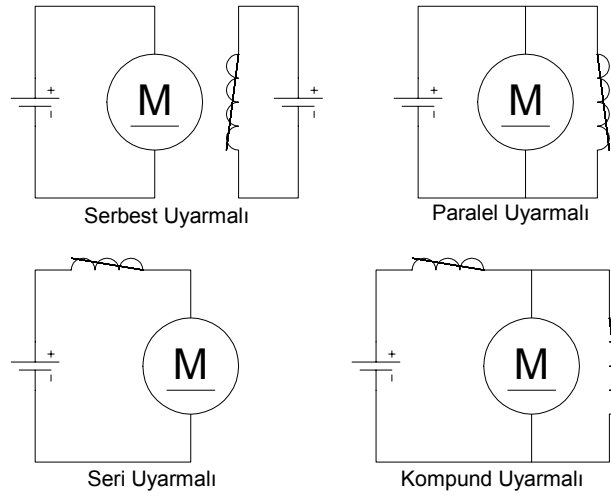 +
−
M
+
−
+
−
M
Serbest Uyarmalı
Paralel Uyarmalı
+
−
M
+
−
M
Seri Uyarmalı
Kompund Uyarmalı